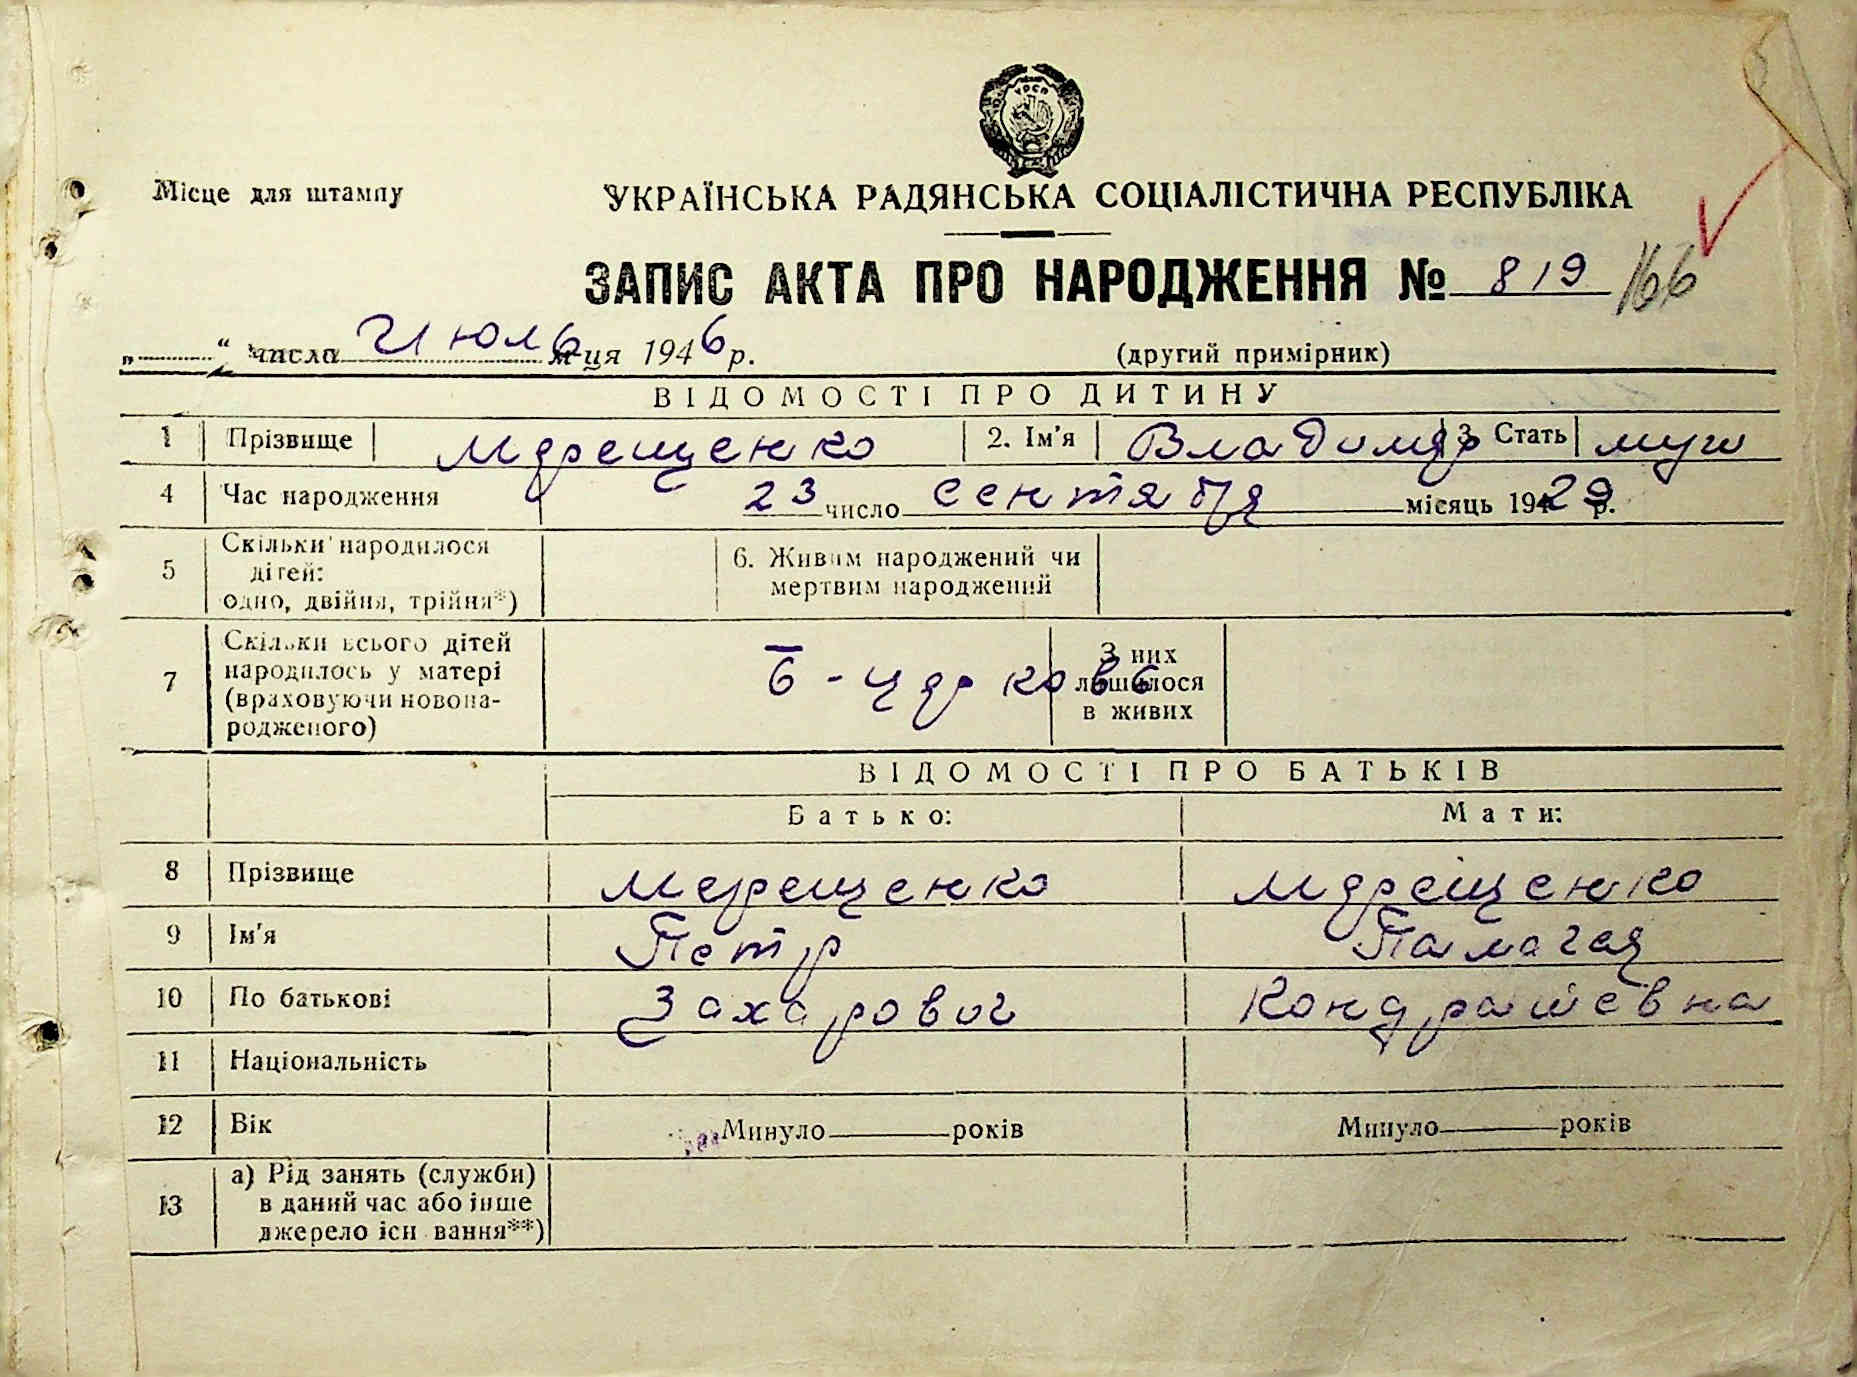 УРСР
Місце для штампу
УКРАЇНСЬКА РАДЯНСЬКА СОЦІАЛІСТИЧНА РЕСПУБЛІКА
ЗАПИС АКТА ПРО НАРОДЖЕННЯ № 819 166
„ “ числа Июль м-ця 1946 р.
(другий примірник)
ВІДОМОСТІ ПРО ДИТИНУ
1 Прізвище Мерещенко 2. Ім'я Владимер 3. Стать муш
4 Час народження 23 число сентября місяць 1929 р.
5 Скільки народилося дітей: одно, двійня, трійня*) 6. Живим народжений чи мертвим народжений
7 Скільки всього дітей народилось у матері (враховуючи новонародженого) З них лишилося в живих
ВІДОМОСТІ ПРО БАТЬКІВ
Батько: Мати:
8 Прізвище Мерещенко Мерещенко
9 Ім'я Петр
10 По батькові Захарович
11 Національність
12 Вік Минуло років Минуло років
13 а) Рід занять (служби) в даний час або інше джерело існ вання**)